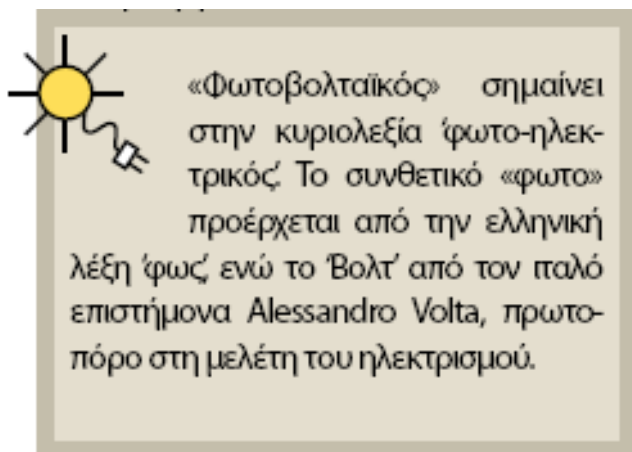 «Φωτοβολταϊκός» σημαίνει
στην κυριολεξία ‘φωτο-ηλεκ-
τρικός’. Το συνθετικό «φωτο»
προέρχεται από την ελληνική
λέξη ‘φως’, ενώ το ‘Βολτ’ από τον ιταλό
επιστήμονα Alessandro Volta, πρωτο-
πόρο στη μελέτη του ηλεκτρισμού.